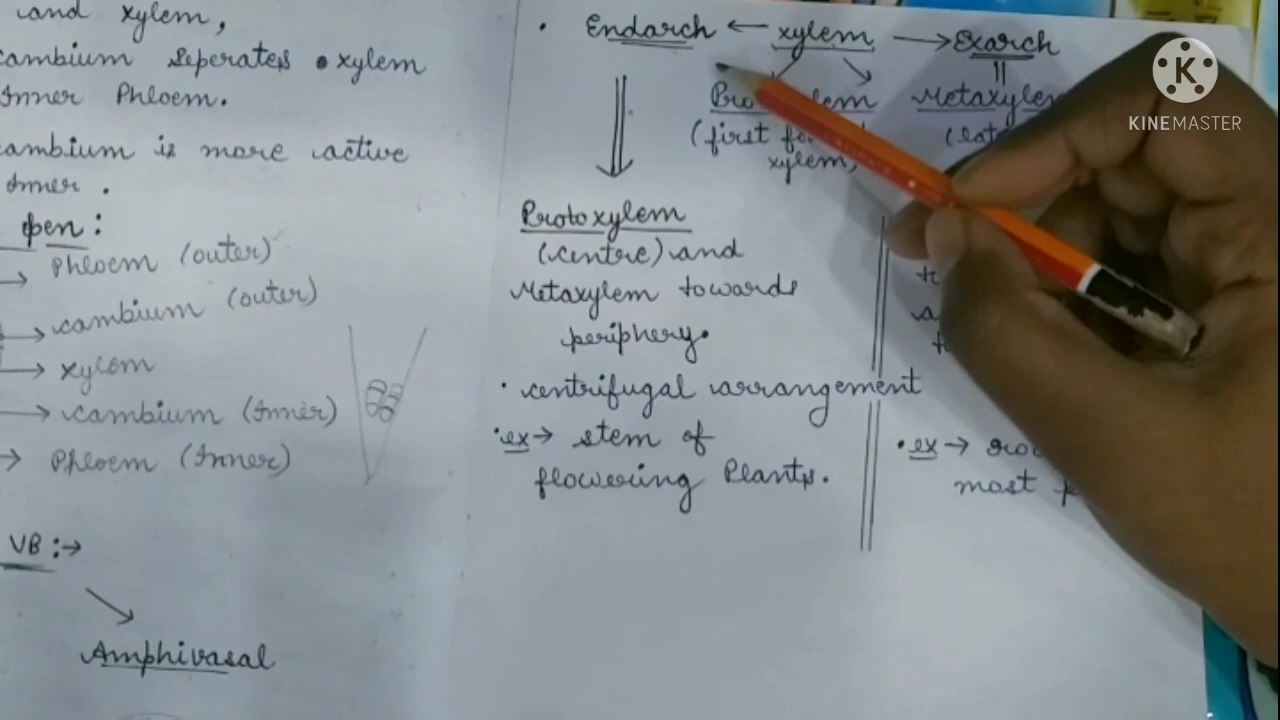 and xylem,
cambium seperates xylem
Inner Phloem.
cambium is more active
Inner.
open:
→ Phloem (outer)
→ cambium (outer)
→ xylem
→ cambium (Inner)
→ Phloem (Inner)
VB:→
Amphivasal
• Endarch ← xylem → Exarch
Metaxylem
(first
xylem)
Protoxylem
(centre) and
Metaxylem towards
periphery.
• centrifugal arrangement
• ex → stem of
flowering Plants.
• ex →
most
K
KINEMASTER